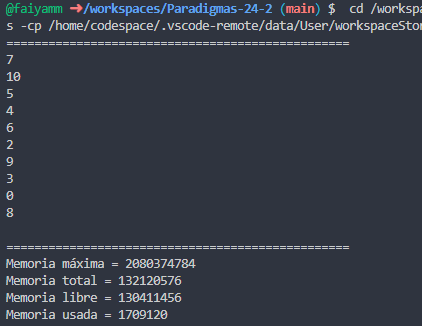 @faiyamm ➜/workspaces/Paradigmas-24-2 (main) $  cd /workspa
s -cp /home/codespace/.vscode-remote/data/User/workspaceStor
=================================================
7
10
5
4
6
2
9
3
0
8
=================================================
Memoria máxima = 2080374784
Memoria total = 132120576
Memoria libre = 130411456
Memoria usada = 1709120